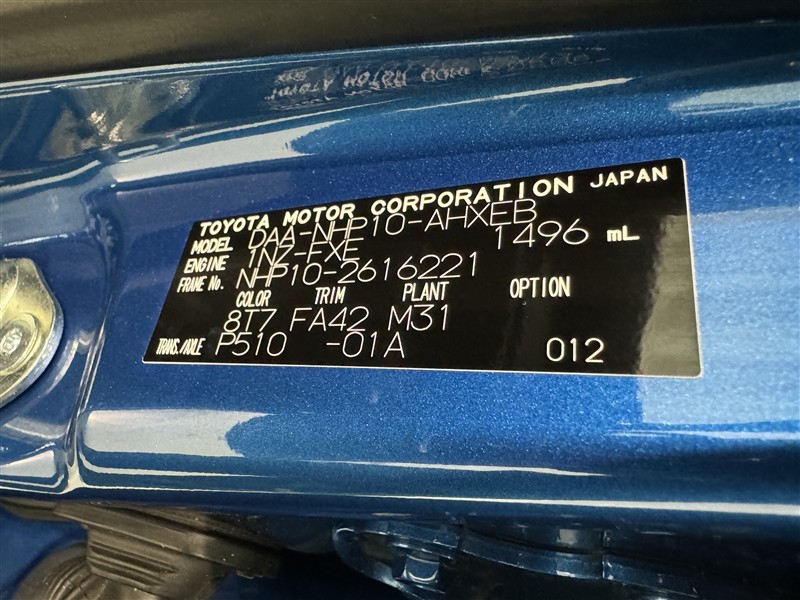 TOYOTA MOTOR CORPORATION JAPAN
MODEL DAA-NHP10-AHXEB
ENGINE 1NZ-FXE 1496 mL
FRAME No. NHP10-2616221
COLOR TRIM PLANT OPTION
8T7 FA42 M31
TRANS./AXLE P510 -01A 012